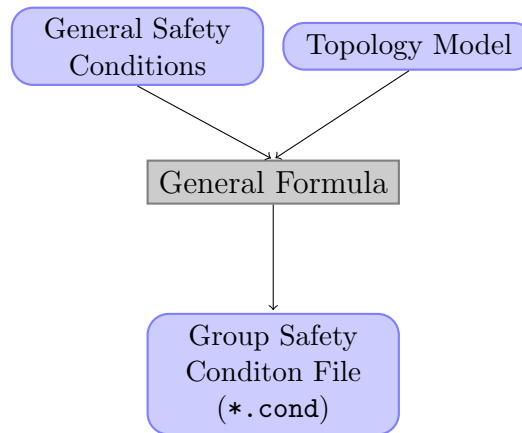 General Safety
Conditions
Topology Model
General Formula
Group Safety
Conditon File
(*.cond)